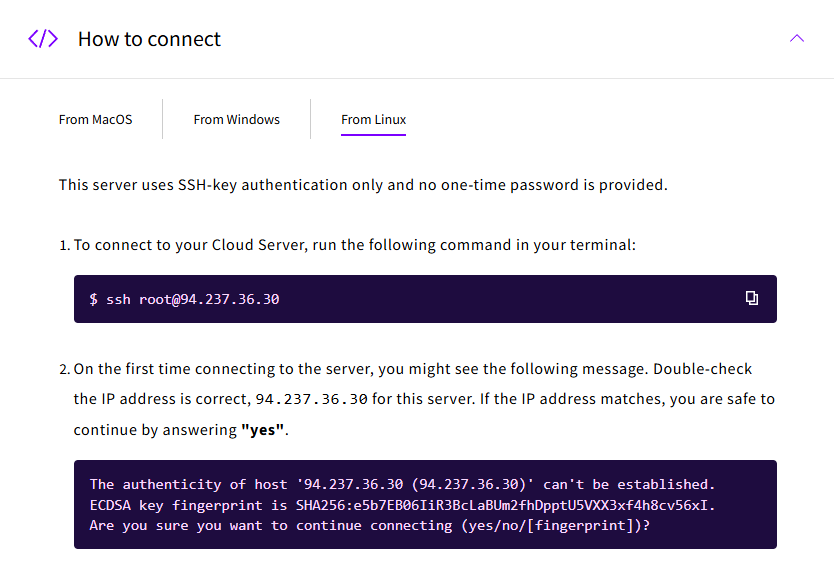 How to connect
From MacOS
From Windows
From Linux
This server uses SSH-key authentication only and no one-time password is provided.
1. To connect to your Cloud Server, run the following command in your terminal:
$ ssh root@94.237.36.30
2. On the first time connecting to the server, you might see the following message. Double-check
the IP address is correct, 94.237.36.30 for this server. If the IP address matches, you are safe to
continue by answering "yes".
The authenticity of host '94.237.36.30 (94.237.36.30)' can't be established.
ECDSA key fingerprint is SHA256:e5b7EB06IiR3BcLaBUm2fhDpptU5VXX3xf4h8cv56xI.
Are you sure you want to continue connecting (yes/no/[fingerprint])?